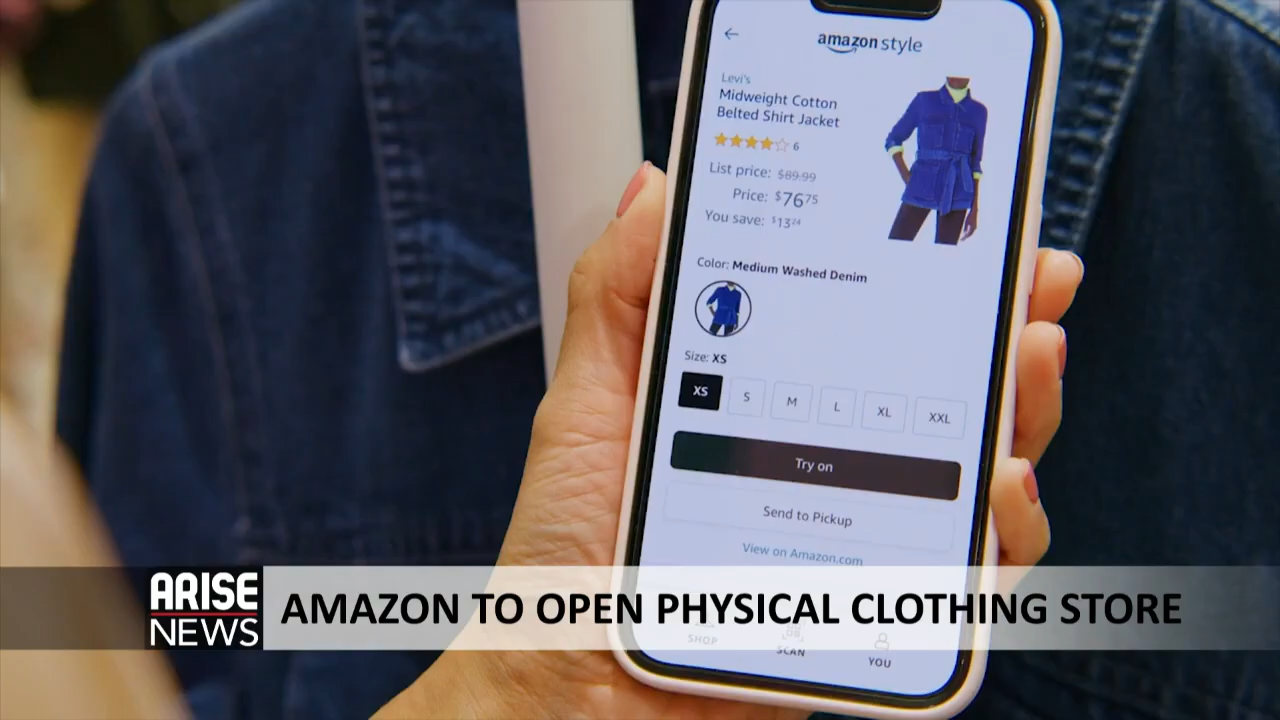 ←
amazon style
Levi's
Midweight Cotton
Belted Shirt Jacket
6
List price: $89.99
Price: $76 75
You save: $13 24
Color: Medium Washed Denim
Size: XS
XS S M L XL XXL
Try on
Send to Pickup
View on Amazon.com
ARISE
NEWS
AMAZON TO OPEN PHYSICAL CLOTHING STORE
SHOP SCAN YOU